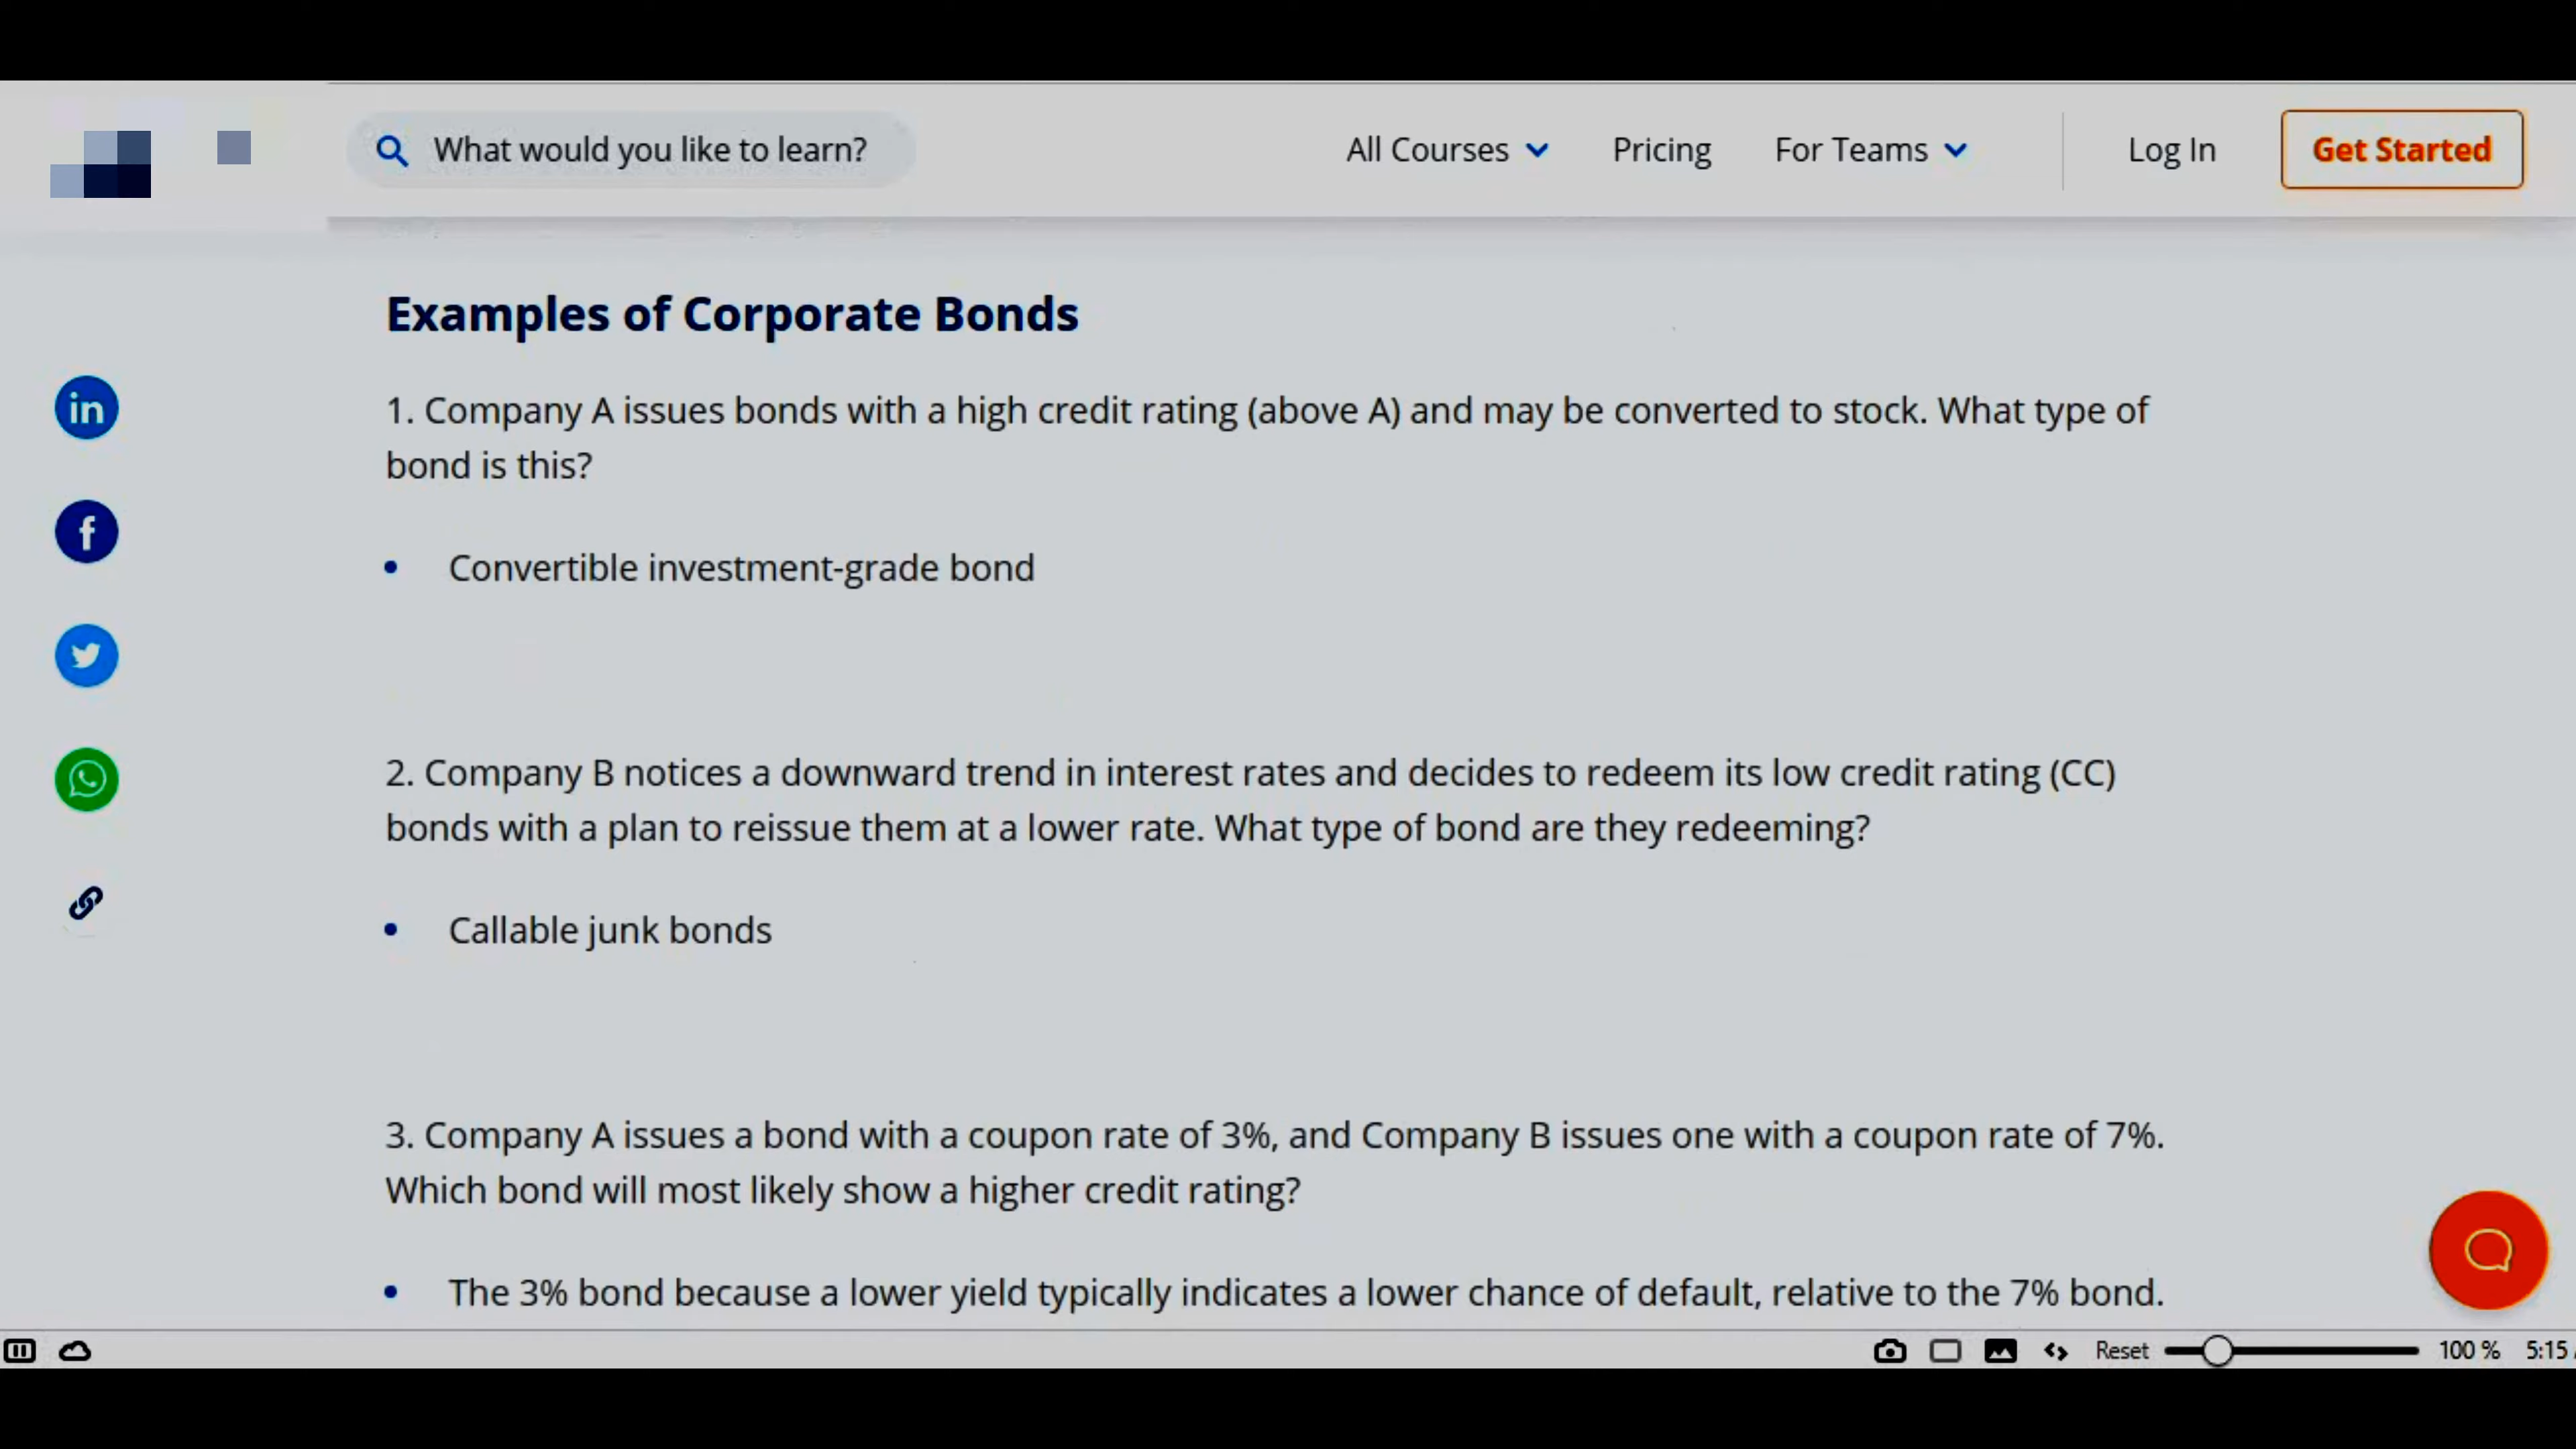 What would you like to learn?
All Courses
Pricing
For Teams
Log In
Get Started
Examples of Corporate Bonds
1. Company A issues bonds with a high credit rating (above A) and may be converted to stock. What type of
bond is this?
• Convertible investment-grade bond
2. Company B notices a downward trend in interest rates and decides to redeem its low credit rating (CC)
bonds with a plan to reissue them at a lower rate. What type of bond are they redeeming?
• Callable junk bonds
3. Company A issues a bond with a coupon rate of 3%, and Company B issues one with a coupon rate of 7%.
Which bond will most likely show a higher credit rating?
• The 3% bond because a lower yield typically indicates a lower chance of default, relative to the 7% bond.
Reset
100 %
5:15